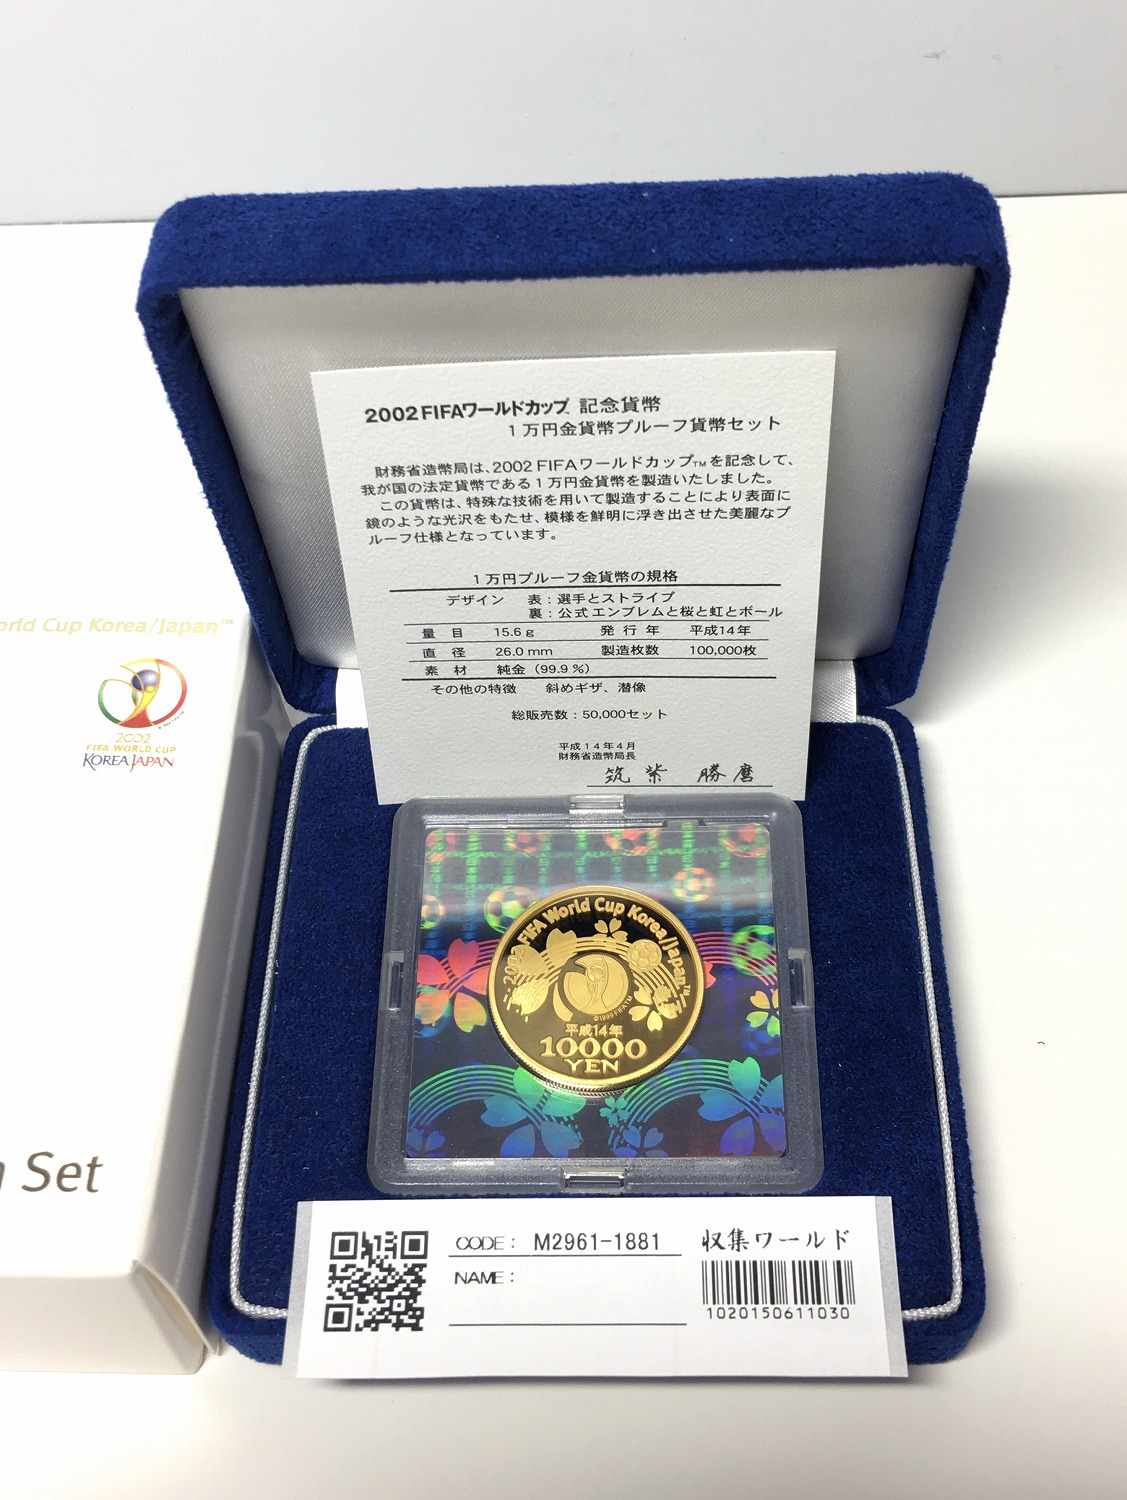 2002 FIFAワールドカップ™ 記念貨幣
1万円金貨幣プルーフ貨幣セット
財務省造幣局は、2002 FIFAワールドカップ™を記念して、
我が国の法定貨幣である1万円金貨幣を製造いたしました。
この貨幣は、特殊な技術を用いて製造することにより表面に
鏡のような光沢をもたせ、模様を鮮明に浮き出させた美麗なプ
ルーフ仕様となっています。
1万円プルーフ金貨幣の規格
デザイン 表：選手とストライプ
裏：公式エンブレムと桜と虹とボール
量目 15.6g 発行年 平成14年
直径 26.0mm 製造枚数 100,000枚
素材 純金（99.9%）
その他の特徴 斜めギザ、潜像
総販売数：50,000セット
平成14年4月
財務省造幣局長
筑紫 勝麿
World Cup Korea/Japan™
2002
FIFA WORLD CUP
KOREA JAPAN
Set
2002 FIFA World Cup Korea/Japan™
©1999 FIFA™
平成14年
10000
YEN
CODE: M2961-1881
NAME:
収集ワールド
1020150611030